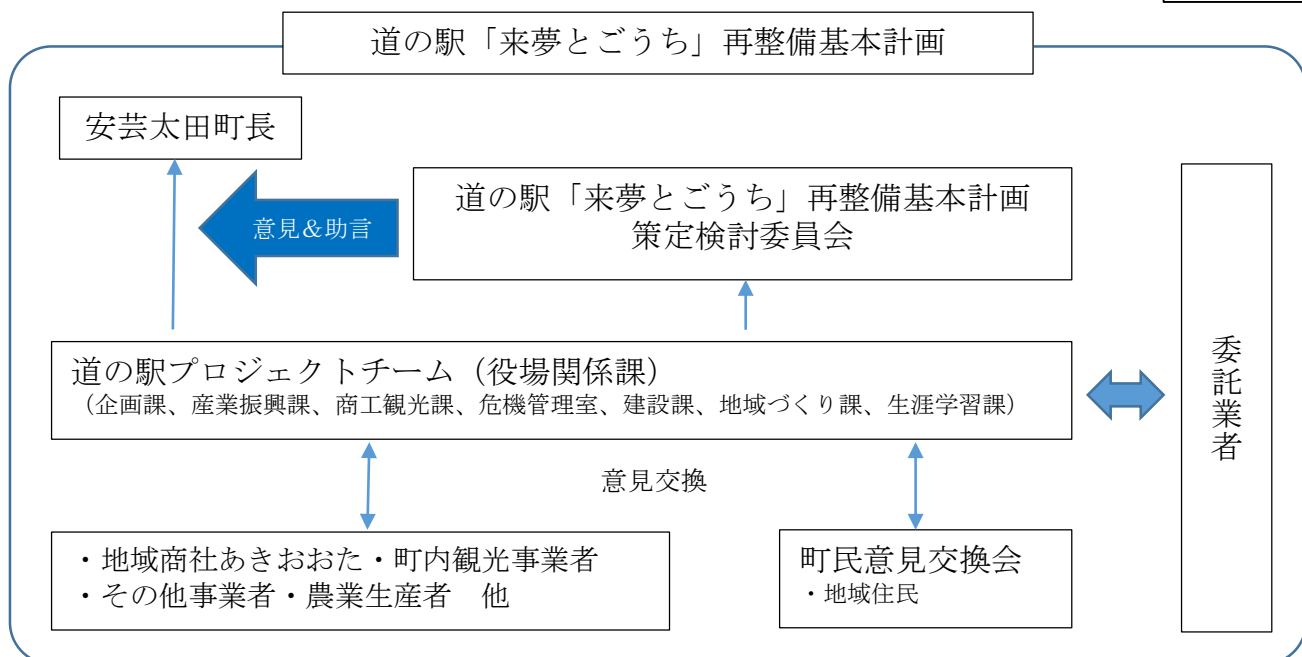 道の駅「来夢とごうち」再整備基本計画
安芸太田町長
意見＆助言
道の駅「来夢とごうち」再整備基本計画
策定検討委員会
道の駅プロジェクトチーム（役場関係課）
（企画課、産業振興課、商工観光課、危機管理室、建設課、地域づくり課、生涯学習課）
委託業者
意見交換
・地域商社あきおおた・町内観光事業者
・その他事業者・農業生産者　他
町民意見交換会
・地域住民